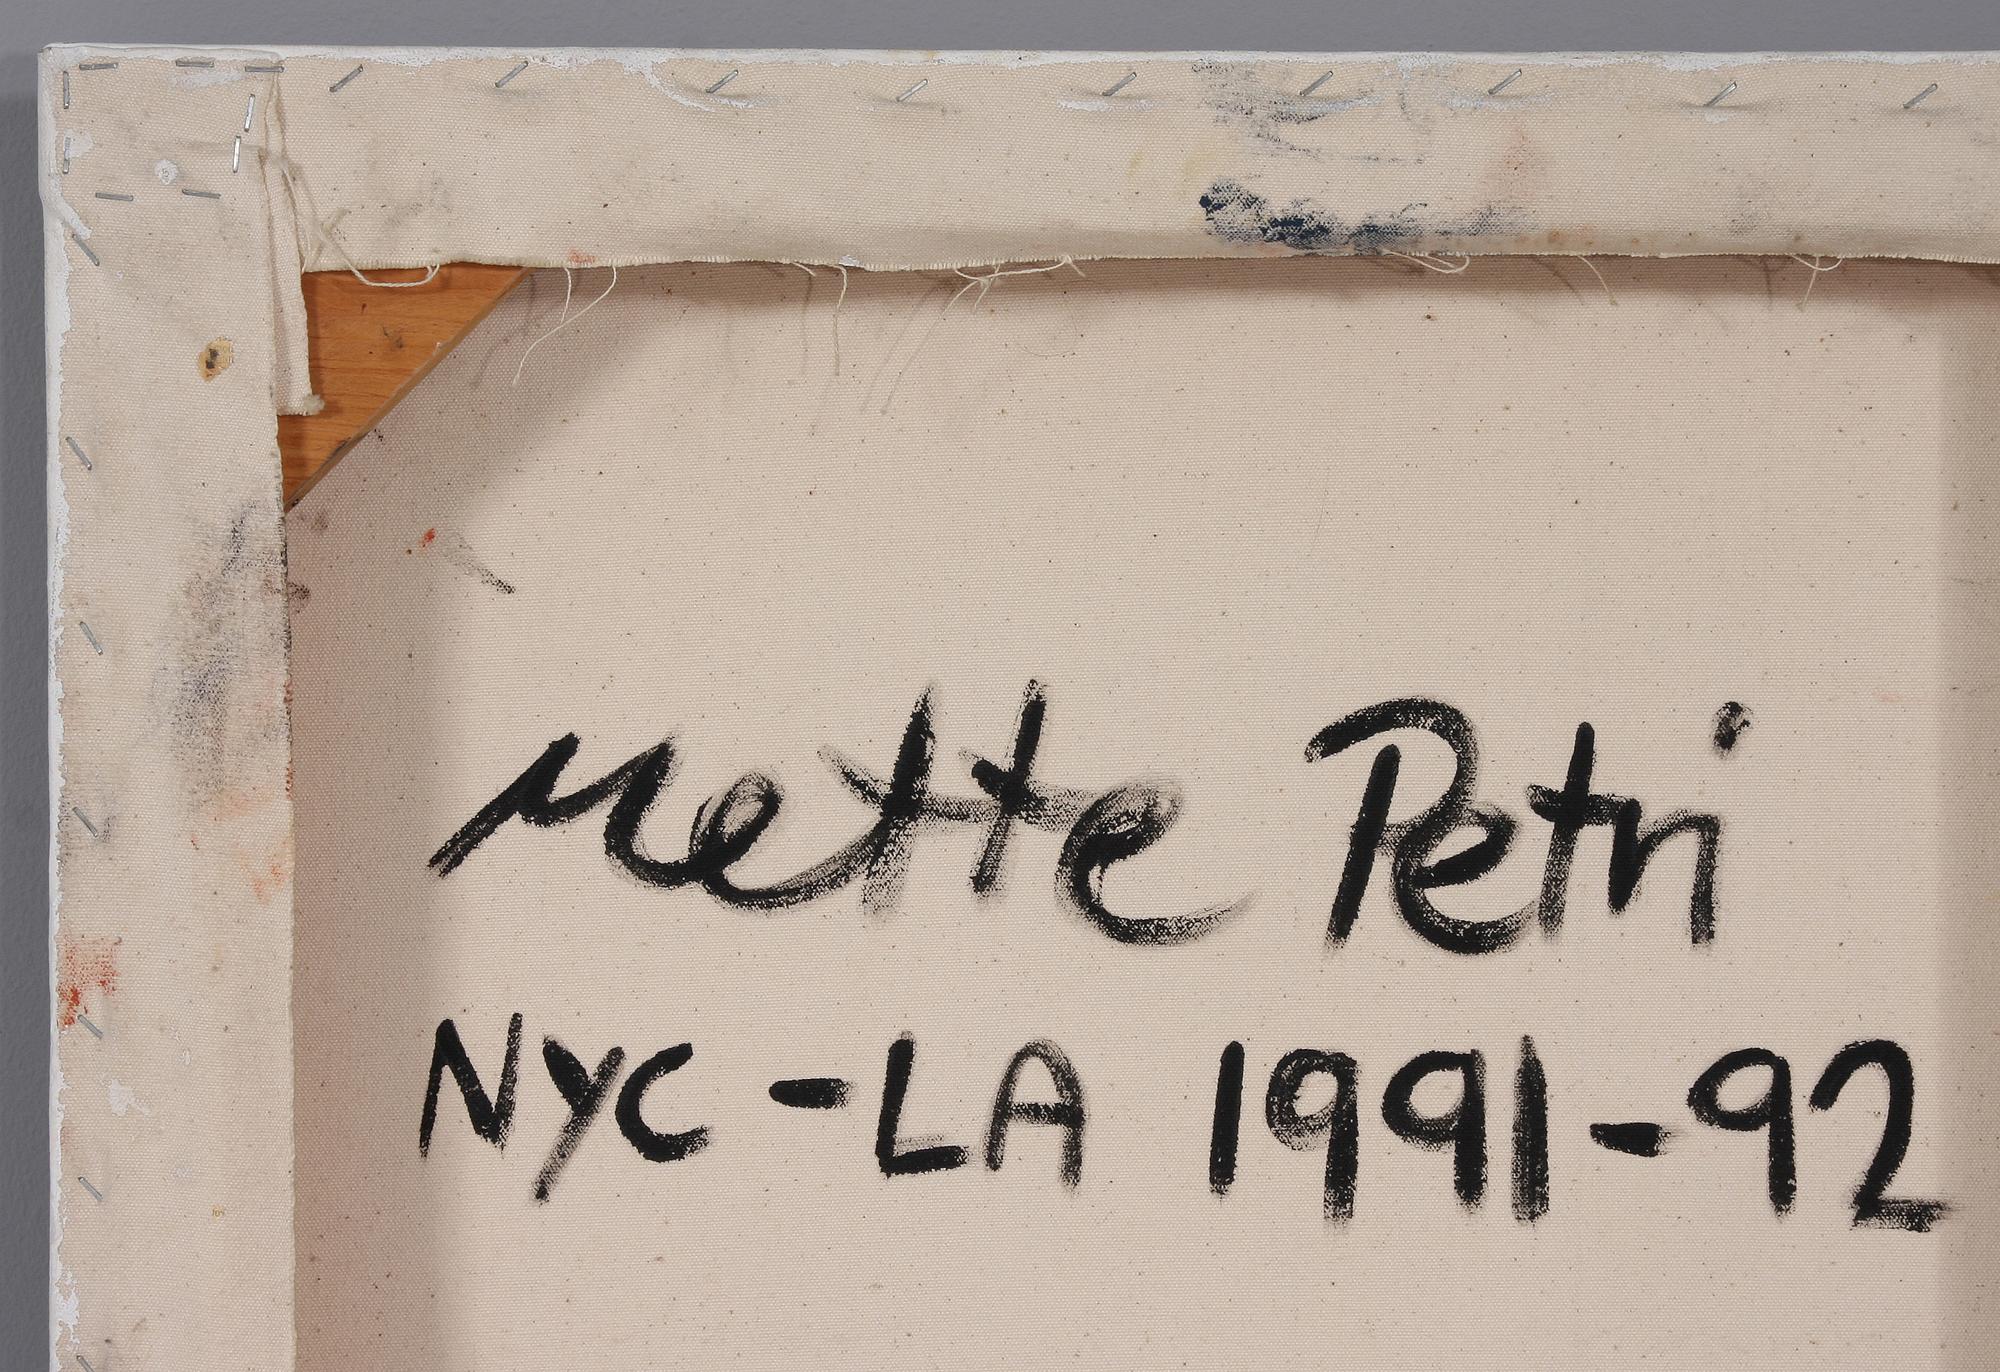 Mette Petri
NYC - LA 1991-92